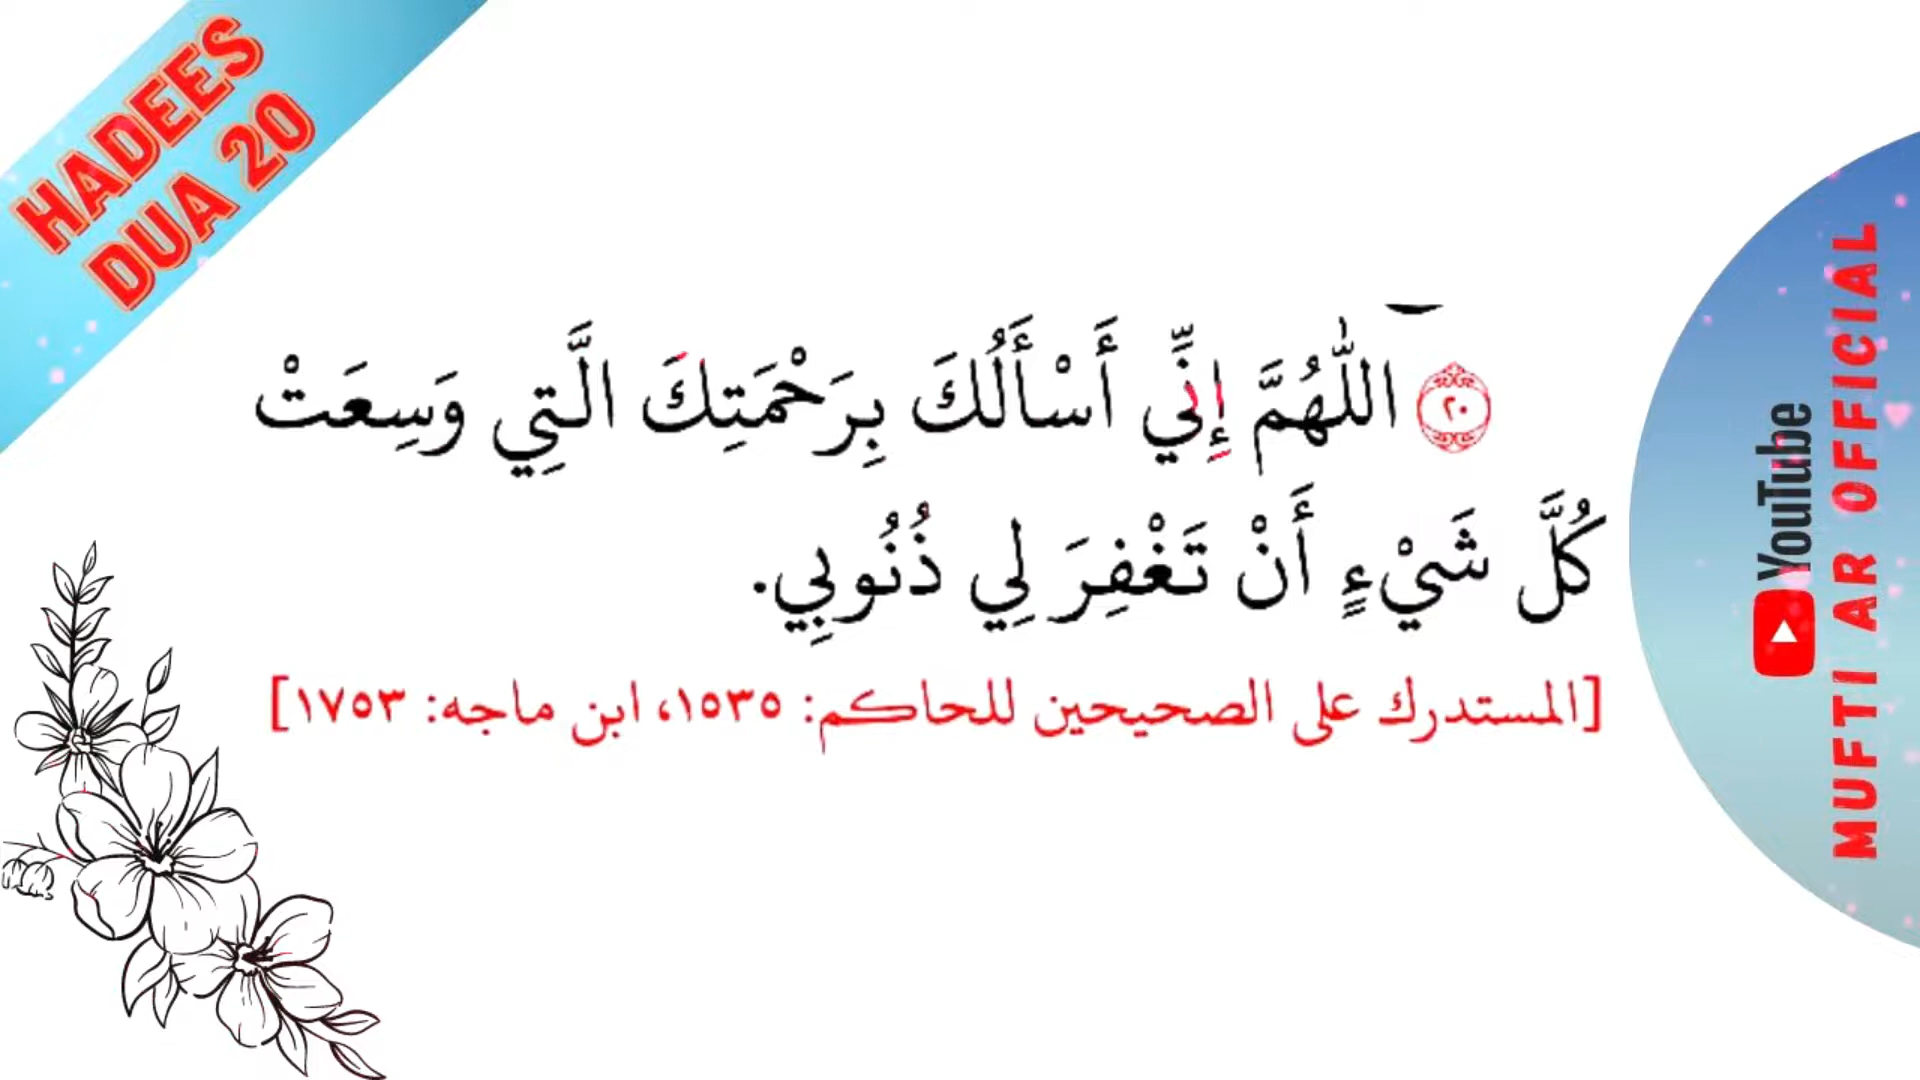 HADEES
DUA 20
٢٠ اللّٰهُمَّ إِنِّي أَسْأَلُكَ بِرَحْمَتِكَ الَّتِي وَسِعَتْ
كُلَّ شَيْءٍ أَنْ تَغْفِرَ لِي ذُنُوبِي.
[المستدرك على الصحيحين للحاكم: ١٥٣٥، ابن ماجه: ١٧٥٣]
YouTube
MUFTI AR OFFICIAL